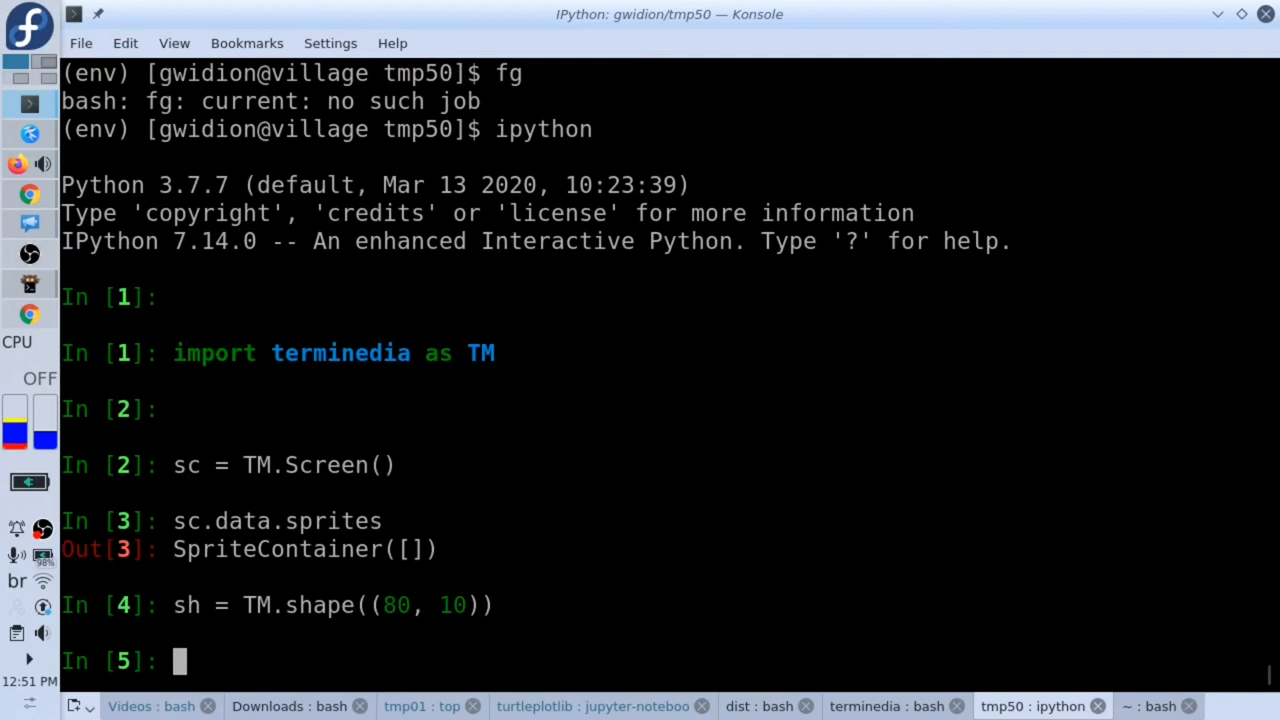 IPython: gwidion/tmp50 — Konsole
File Edit View Bookmarks Settings Help
(env) [gwidion@village tmp50]$ fg
bash: fg: current: no such job
(env) [gwidion@village tmp50]$ ipython
Python 3.7.7 (default, Mar 13 2020, 10:23:39)
Type 'copyright', 'credits' or 'license' for more information
IPython 7.14.0 -- An enhanced Interactive Python. Type '?' for help.
In [1]:
In [1]: import terminedia as TM
In [2]:
In [2]: sc = TM.Screen()
In [3]: sc.data.sprites
Out[3]: SpriteContainer([])
In [4]: sh = TM.shape((80, 10))
In [5]:
CPU
OFF
98%
br
12:51 PM
Videos : bash
Downloads : bash
tmp01 : top
turtleplotlib : jupyter-noteboo
dist : bash
terminedia : bash
tmp50 : ipython
~ : bash